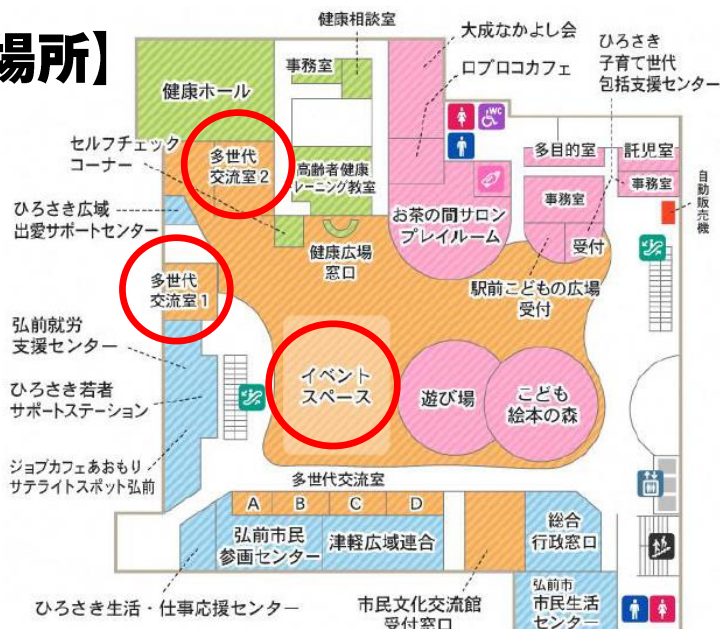 場所】
健康相談室
大成なかよし会
ロブロコカフェ
ひろさき
子育て世代
包括支援センター
事務室
健康ホール
セルフチェック
コーナー
多世代
交流室2
高齢者健康
トレーニング教室
WC
多目的室
託児室
事務室
事務室
自動販売機
ひろさき広域
出愛サポートセンター
お茶の間サロン
プレイルーム
受付
健康広場
窓口
駅前こどもの広場
受付
多世代
交流室1
弘前就労
支援センター
イベント
スペース
遊び場
こども
絵本の森
ひろさき若者
サポートステーション
ジョブカフェあおもり
サテライトスポット弘前
多世代交流室
A B C D
弘前市民
参画センター
津軽広域連合
総合
行政窓口
ひろさき生活・仕事応援センター
市民文化交流館
受付窓口
弘前市
市民生活
センター